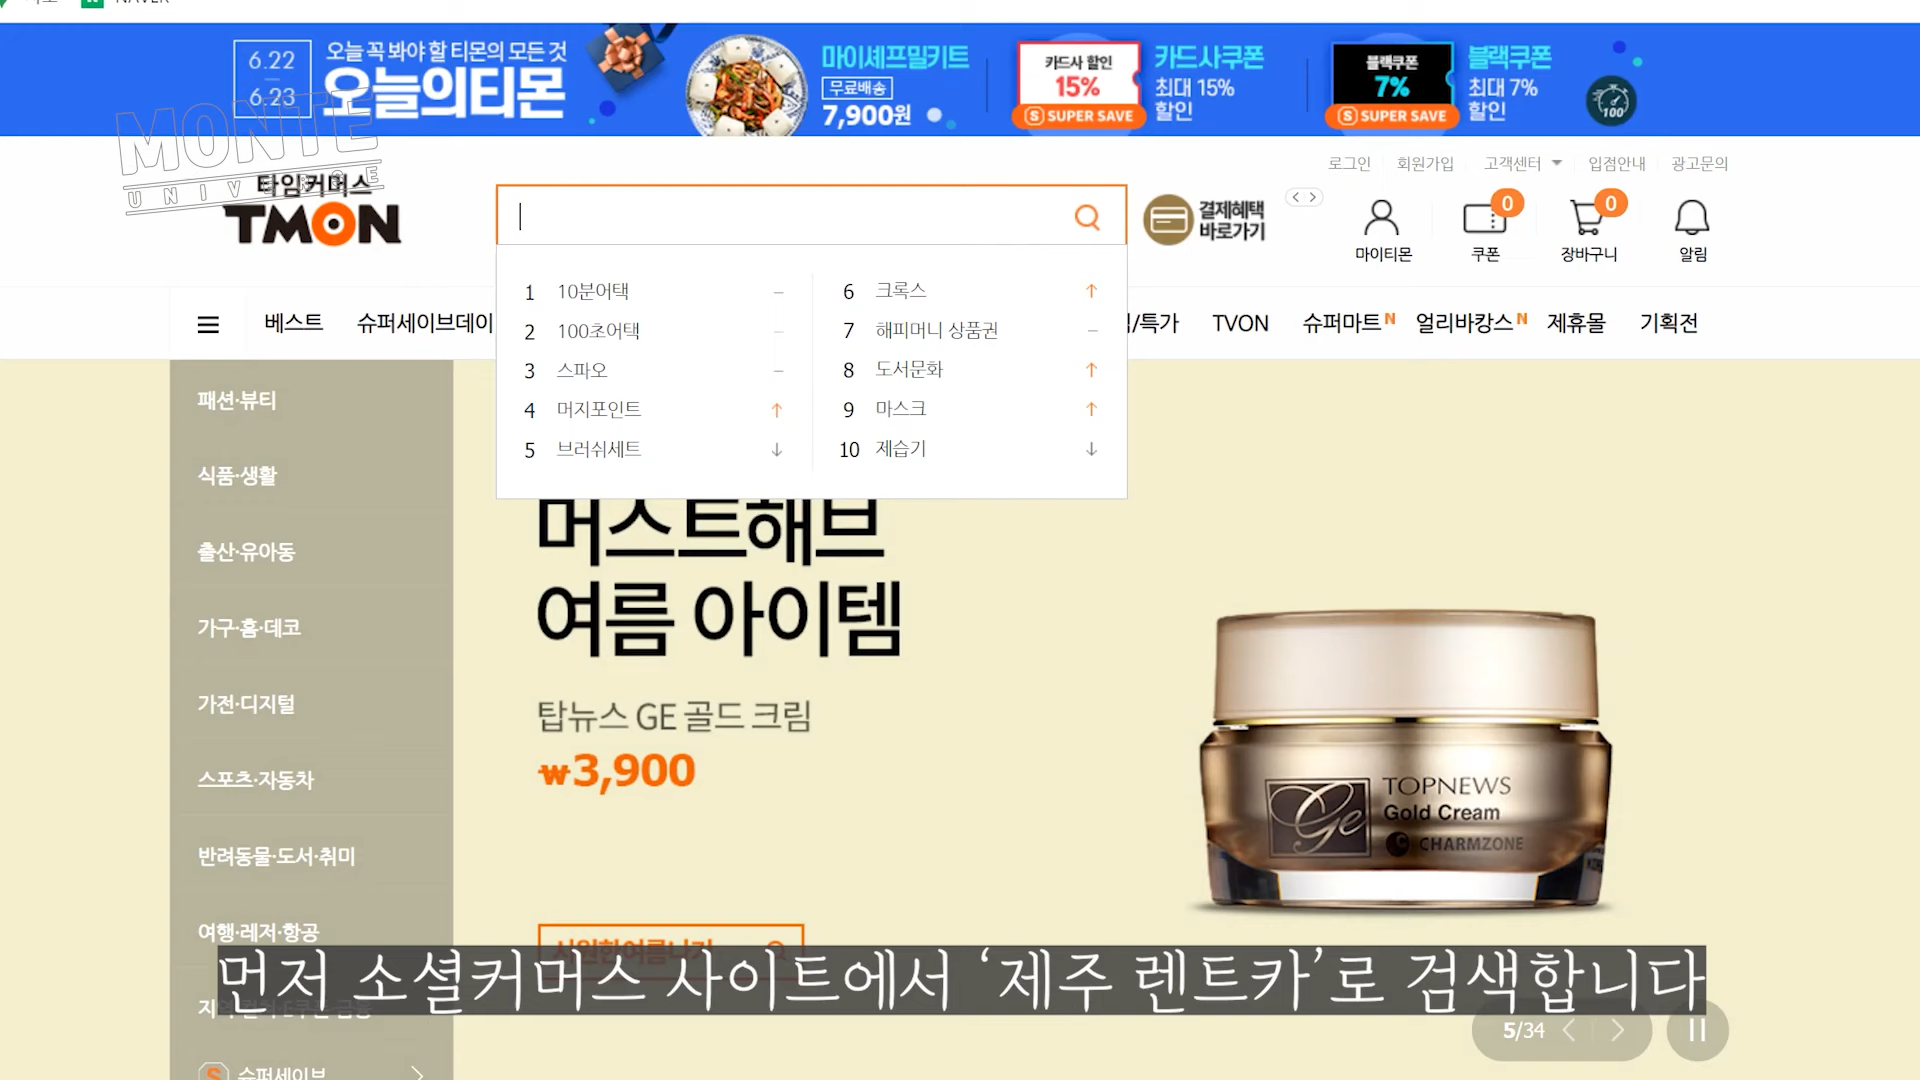 NAVER
6.22
6.23
오늘 꼭 봐야 할 티몬의 모든 것
오늘의티몬
마이셰프밀키트
무료배송
7,900원
카드사 할인
15%
SUPER SAVE
카드사쿠폰
최대 15%
할인
블랙쿠폰
7%
SUPER SAVE
블랙쿠폰
최대 7%
할인
100
MONTE
UNIVERSE
로그인
회원가입
고객센터
입점안내
광고문의
타임커머스
TMON
결제혜택
바로가기
마이티몬
0
쿠폰
0
장바구니
알림
베스트
슈퍼세이브데이
/특가
TVON
슈퍼마트 N
얼리바캉스 N
제휴몰
기획전
1 10분어택 –
2 100초어택 –
3 스파오 –
4 머지포인트 ↑
5 브러쉬세트 ↓
6 크록스 ↑
7 해피머니 상품권 –
8 도서문화 ↑
9 마스크 ↑
10 제습기 ↓
패션·뷰티
식품·생활
출산·유아동
가구·홈·데코
가전·디지털
스포츠·자동차
반려동물·도서·취미
여행·레저·항공
슈퍼세이브
머스트해브
여름 아이템
탑뉴스 GE 골드 크림
₩3,900
Ge
TOPNEWS
Gold Cream
CHARMZONE
먼저 소셜커머스 사이트에서 ‘제주 렌트카’로 검색합니다
5/34